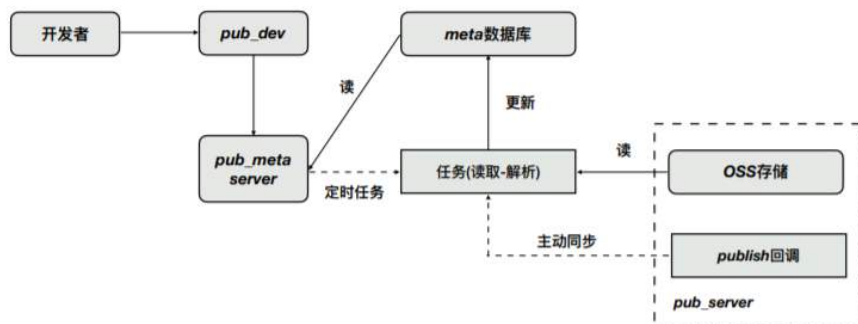 开发者
pub_dev
meta数据库
读
更新
pub_meta
server
定时任务
任务(读取-解析)
读
OSS存储
主动同步
publish回调
pub_server